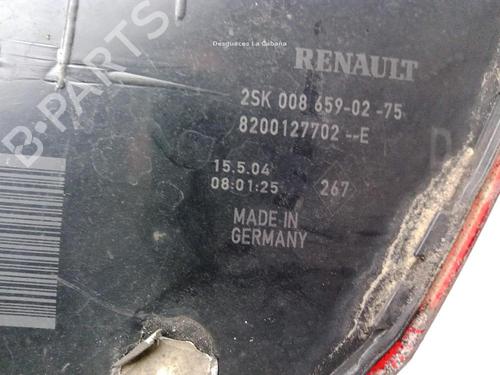 Desguaces La Cabaña
RENAULT
2SK 008 659-02 -75
8200127702 --E
15.5.04
08:01:25 267
MADE IN
GERMANY
B-PARTS